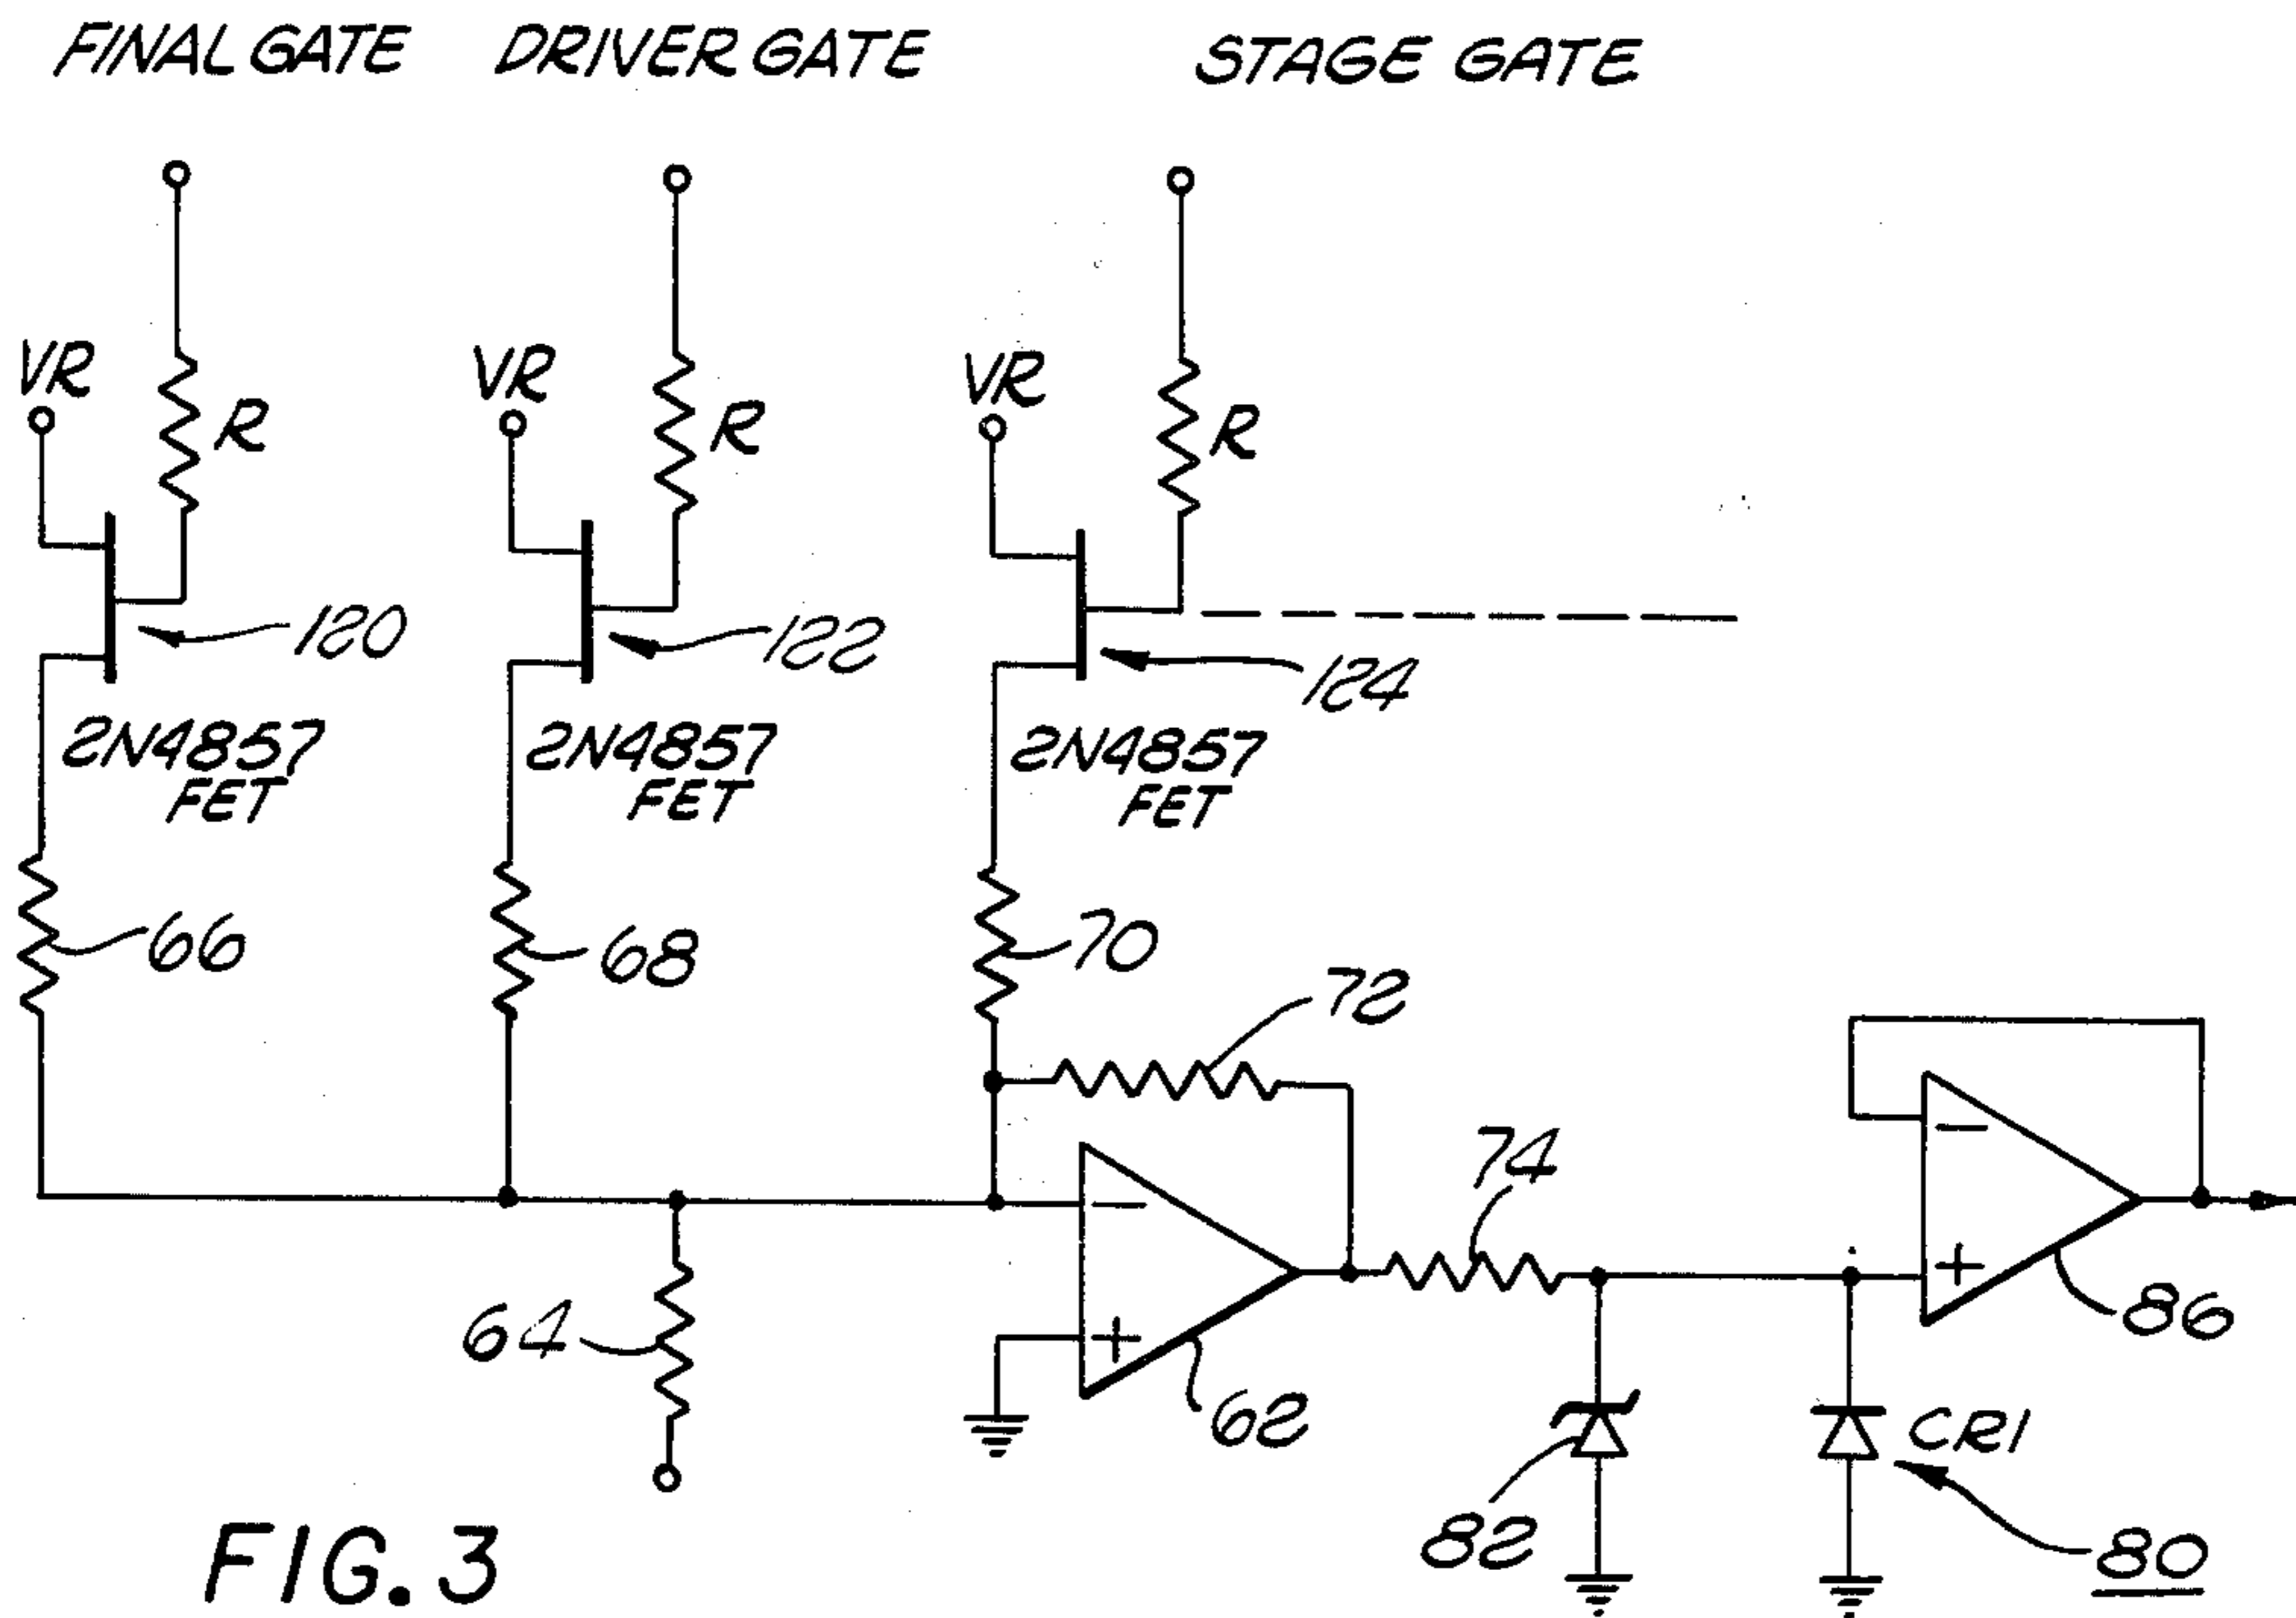 FINAL GATE DRIVER GATE STAGE GATE
VR VR VR
R R R
120 122 124
2N4857 2N4857 2N4857
FET FET FET
66 68 70
72
74
- -
+ +
64 62 86
CR1
82 80
FIG. 3